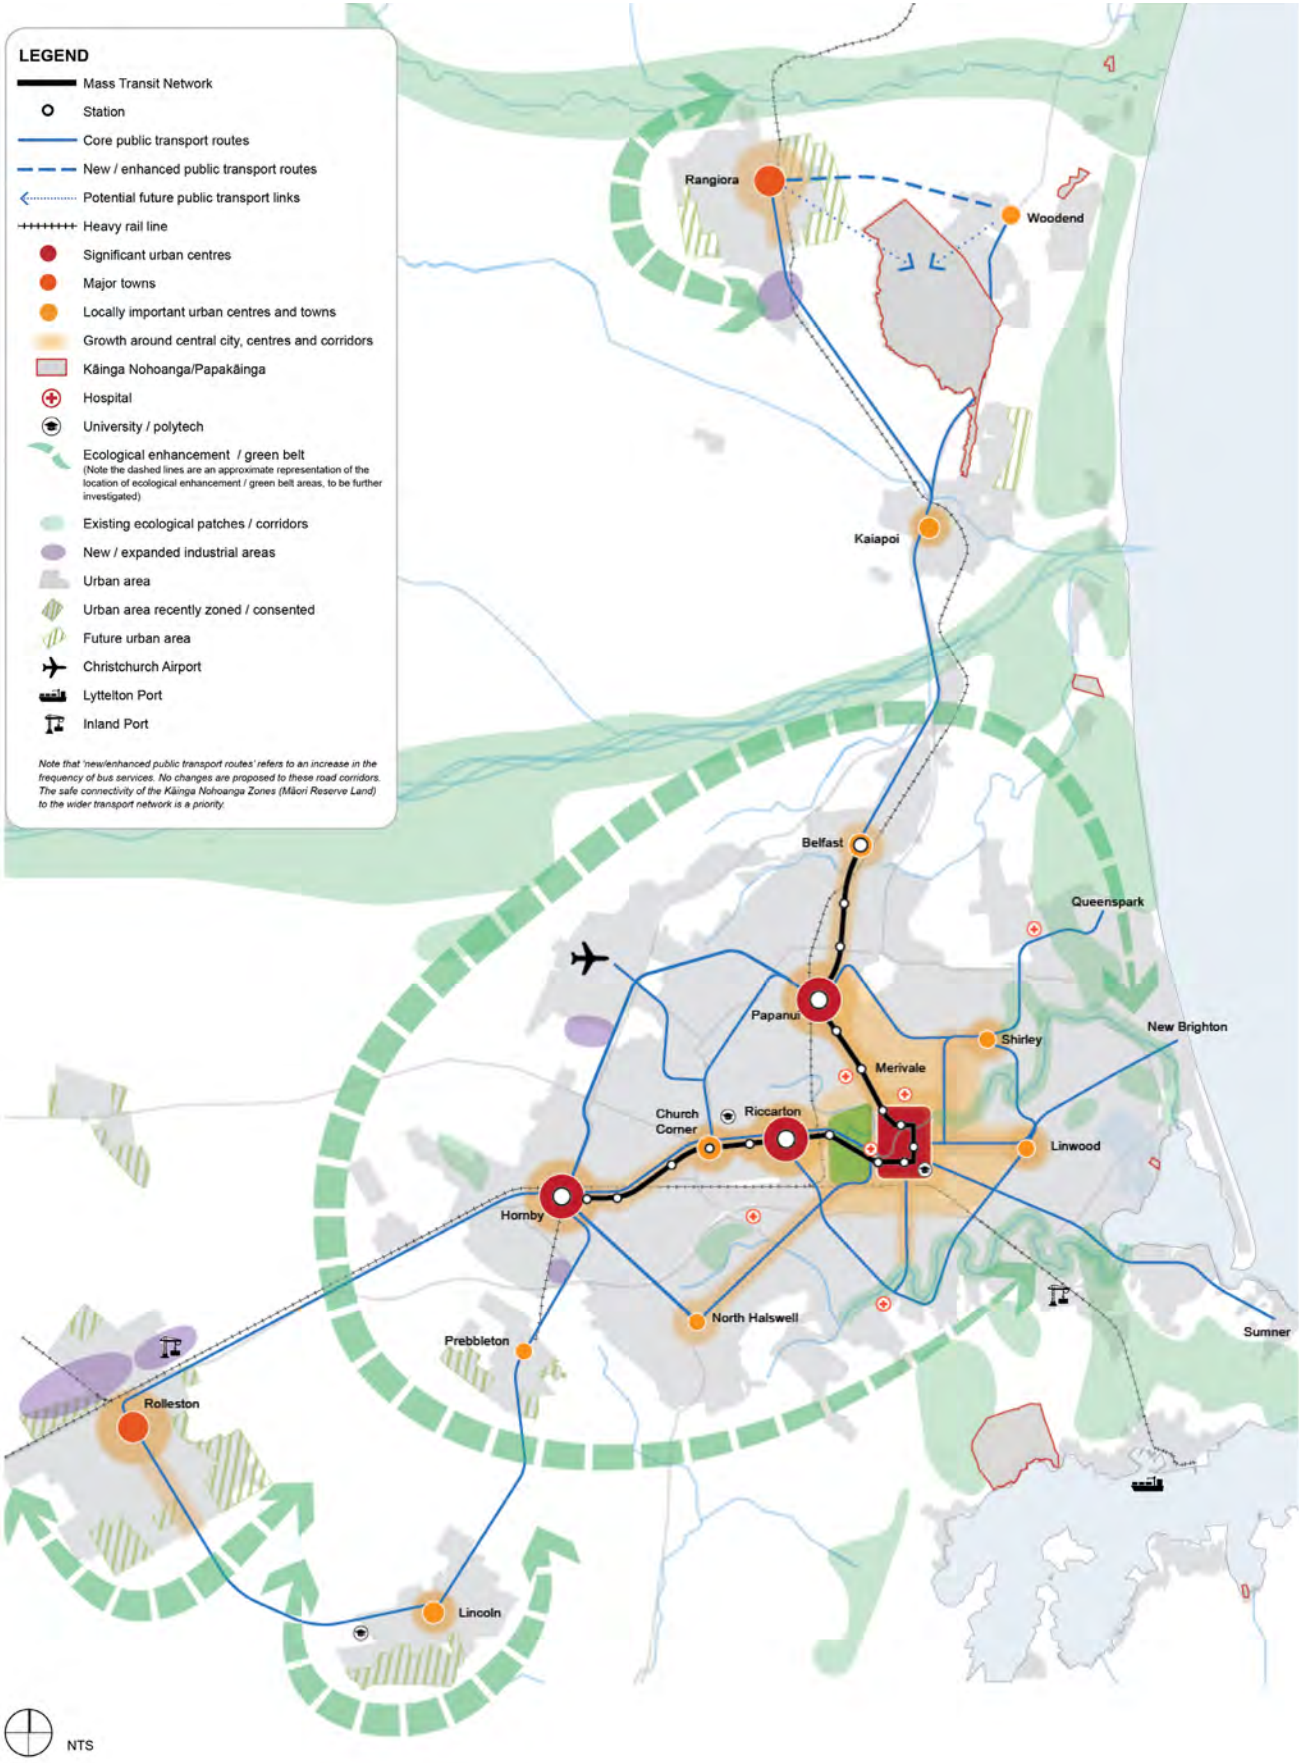 LEGEND
Mass Transit Network
Station
Core public transport routes
New / enhanced public transport routes
Potential future public transport links
Heavy rail line
Significant urban centres
Major towns
Locally important urban centres and towns
Growth around central city, centres and corridors
Kāinga Nohoanga/Papakāinga
Hospital
University / polytech
Ecological enhancement / green belt
(Note the dashed lines are an approximate representation of the
location of ecological enhancement / green belt areas, to be further
investigated)
Existing ecological patches / corridors
New / expanded industrial areas
Urban area
Urban area recently zoned / consented
Future urban area
Christchurch Airport
Lyttelton Port
Inland Port
Note that 'new/enhanced public transport routes' refers to an increase in the
frequency of bus services. No changes are proposed to these road corridors.
The safe connectivity of the Kāinga Nohoanga Zones (Māori Reserve Land)
to the wider transport network is a priority.
Rangiora
Woodend
Kaiapoi
Belfast
Queenspark
Papanui
New Brighton
Shirley
Merivale
Church
Corner
Riccarton
Linwood
Hornby
North Halswell
Prebbleton
Sumner
Rolleston
Lincoln
NTS